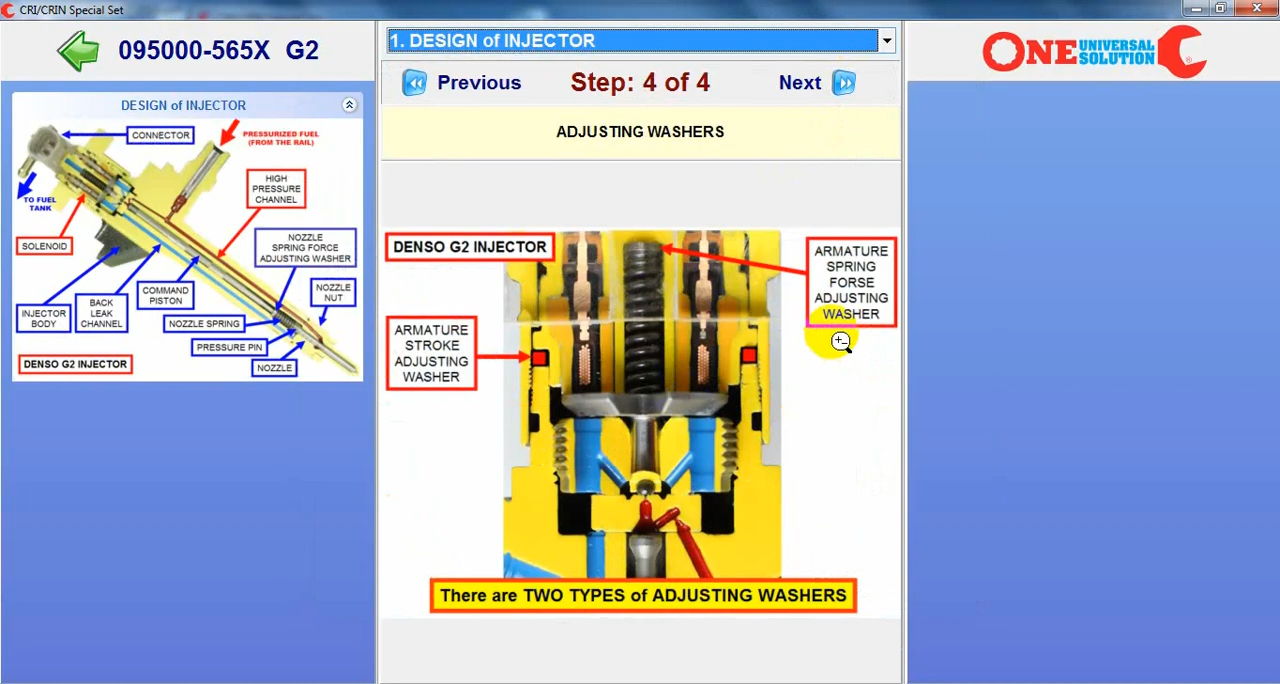 CRI/CRIN Special Set
095000-565X G2
DESIGN of INJECTOR
CONNECTOR
PRESSURIZED FUEL
(FROM THE RAIL)
TO FUEL
TANK
HIGH
PRESSURE
CHANNEL
SOLENOID
NOZZLE
SPRING FORCE
ADJUSTING WASHER
INJECTOR
BODY
BACK
LEAK
CHANNEL
COMMAND
PISTON
NOZZLE
NUT
NOZZLE SPRING
PRESSURE PIN
NOZZLE
DENSO G2 INJECTOR
1. DESIGN of INJECTOR
Previous
Step: 4 of 4
Next
ADJUSTING WASHERS
DENSO G2 INJECTOR
ARMATURE
SPRING
FORSE
ADJUSTING
WASHER
ARMATURE
STROKE
ADJUSTING
WASHER
There are TWO TYPES of ADJUSTING WASHERS
ONE UNIVERSAL
SOLUTION
®